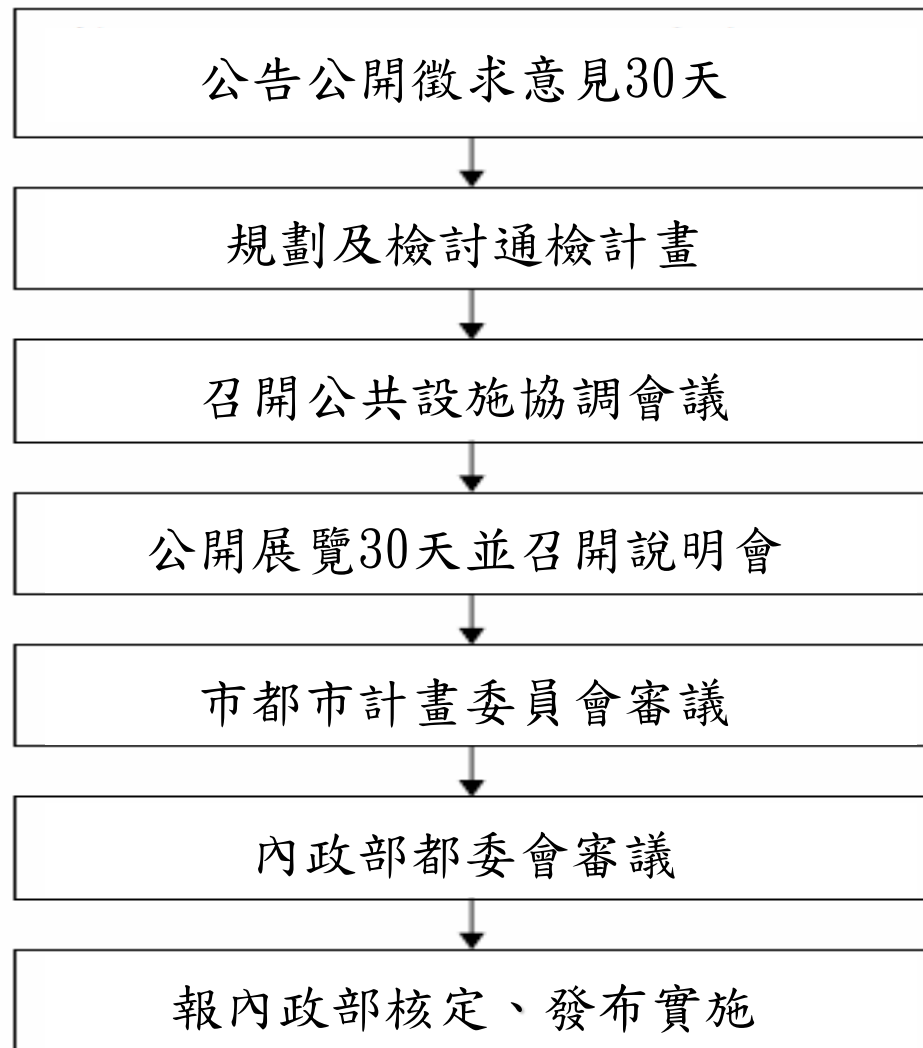 公告公開徵求意見30天
規劃及檢討通檢計畫
召開公共設施協調會議
公開展覽30天並召開說明會
市都市計畫委員會審議
內政部都委會審議
報內政部核定、發布實施